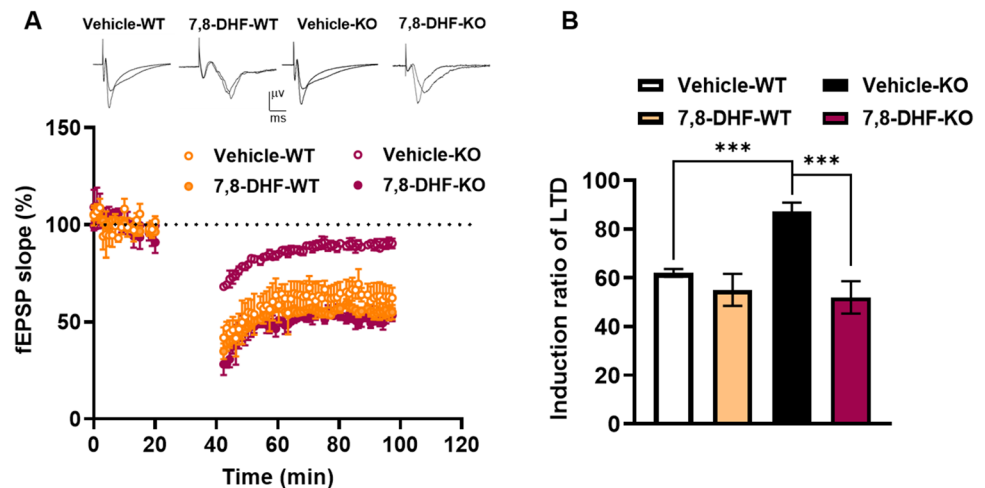 A
Vehicle-WT
7,8-DHF-WT
Vehicle-KO
7,8-DHF-KO
μv
ms
fEPSP slope (%)
150
100
50
0
Vehicle-WT
Vehicle-KO
7,8-DHF-WT
7,8-DHF-KO
0 20 40 60 80 100 120
Time (min)
B
Vehicle-WT
Vehicle-KO
7,8-DHF-WT
7,8-DHF-KO
***
***
Induction ratio of LTD
100
80
60
40
20
0